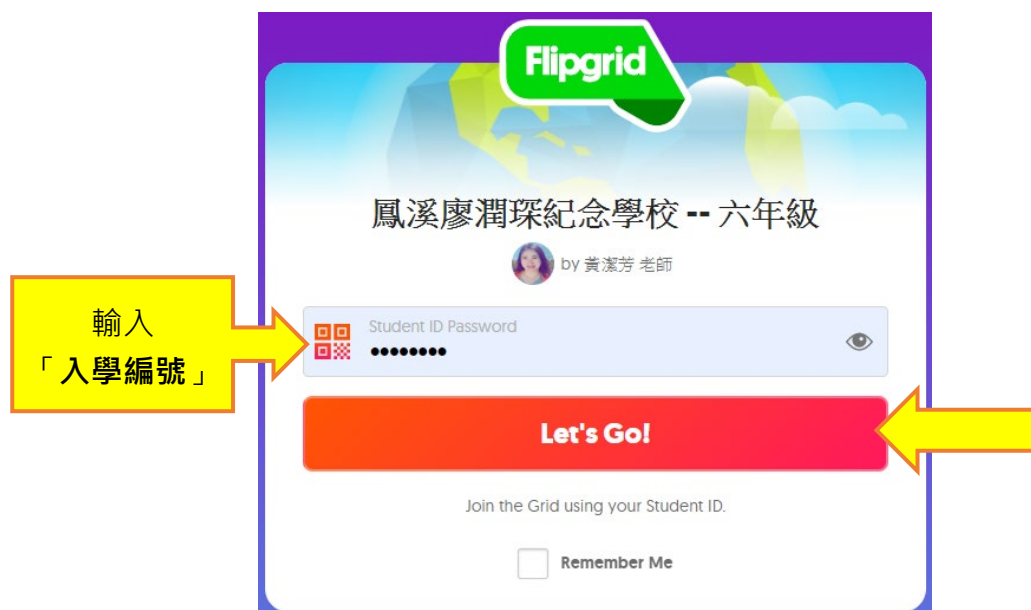 Flipgrid
鳳溪廖潤琛紀念學校 -- 六年級
by 黃潔芳 老師
輸入
「入學編號」
Student ID Password
••••••••
Let's Go!
Join the Grid using your Student ID.
Remember Me